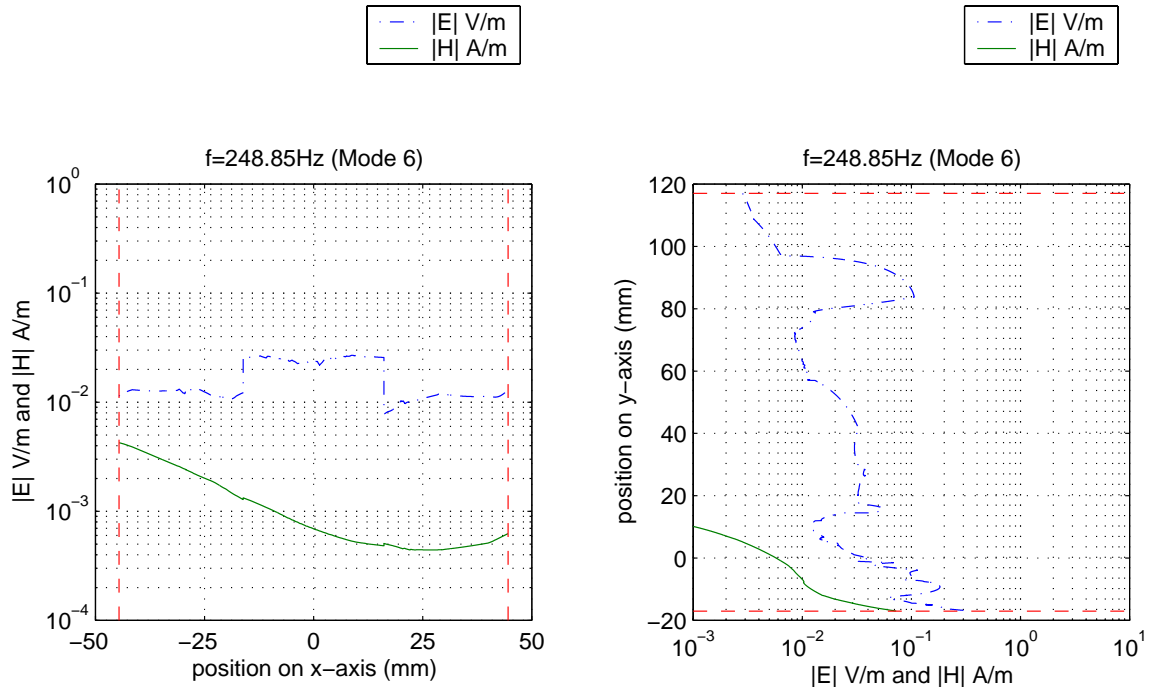 |E| V/m
|H| A/m
|E| V/m
|H| A/m
f=248.85Hz (Mode 6)
10^0
10^-1
10^-2
10^-3
10^-4
|E| V/m and |H| A/m
-50
-25
0
25
50
position on x-axis (mm)
f=248.85Hz (Mode 6)
120
100
80
60
40
20
0
-20
position on y-axis (mm)
10^-3
10^-2
10^-1
10^0
10^1
|E| V/m and |H| A/m